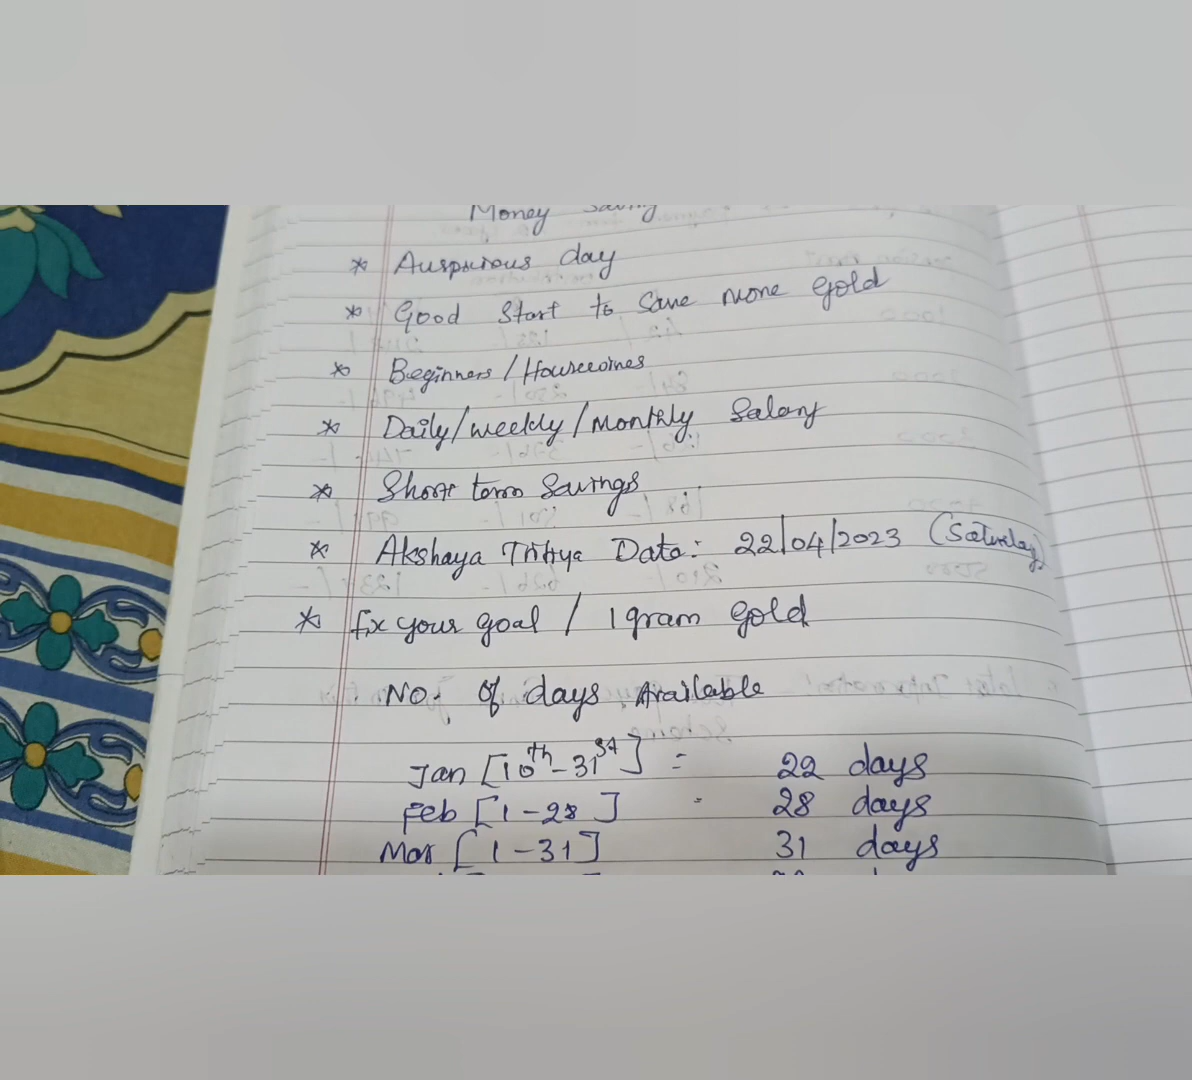 Money Saving
* Auspicious day
* Good Start to Save more gold
* Beginners / Housewives
* Daily/weekly/Monthly Salary
* Short term Savings
* Akshaya Tritiya Date: 22/04/2023 (Saturday)
* fix your goal / 1 gram gold
No. of days Available
Jan [10th-31st] = 22 days
Feb [1-28] = 28 days
Mar [1-31] 31 days